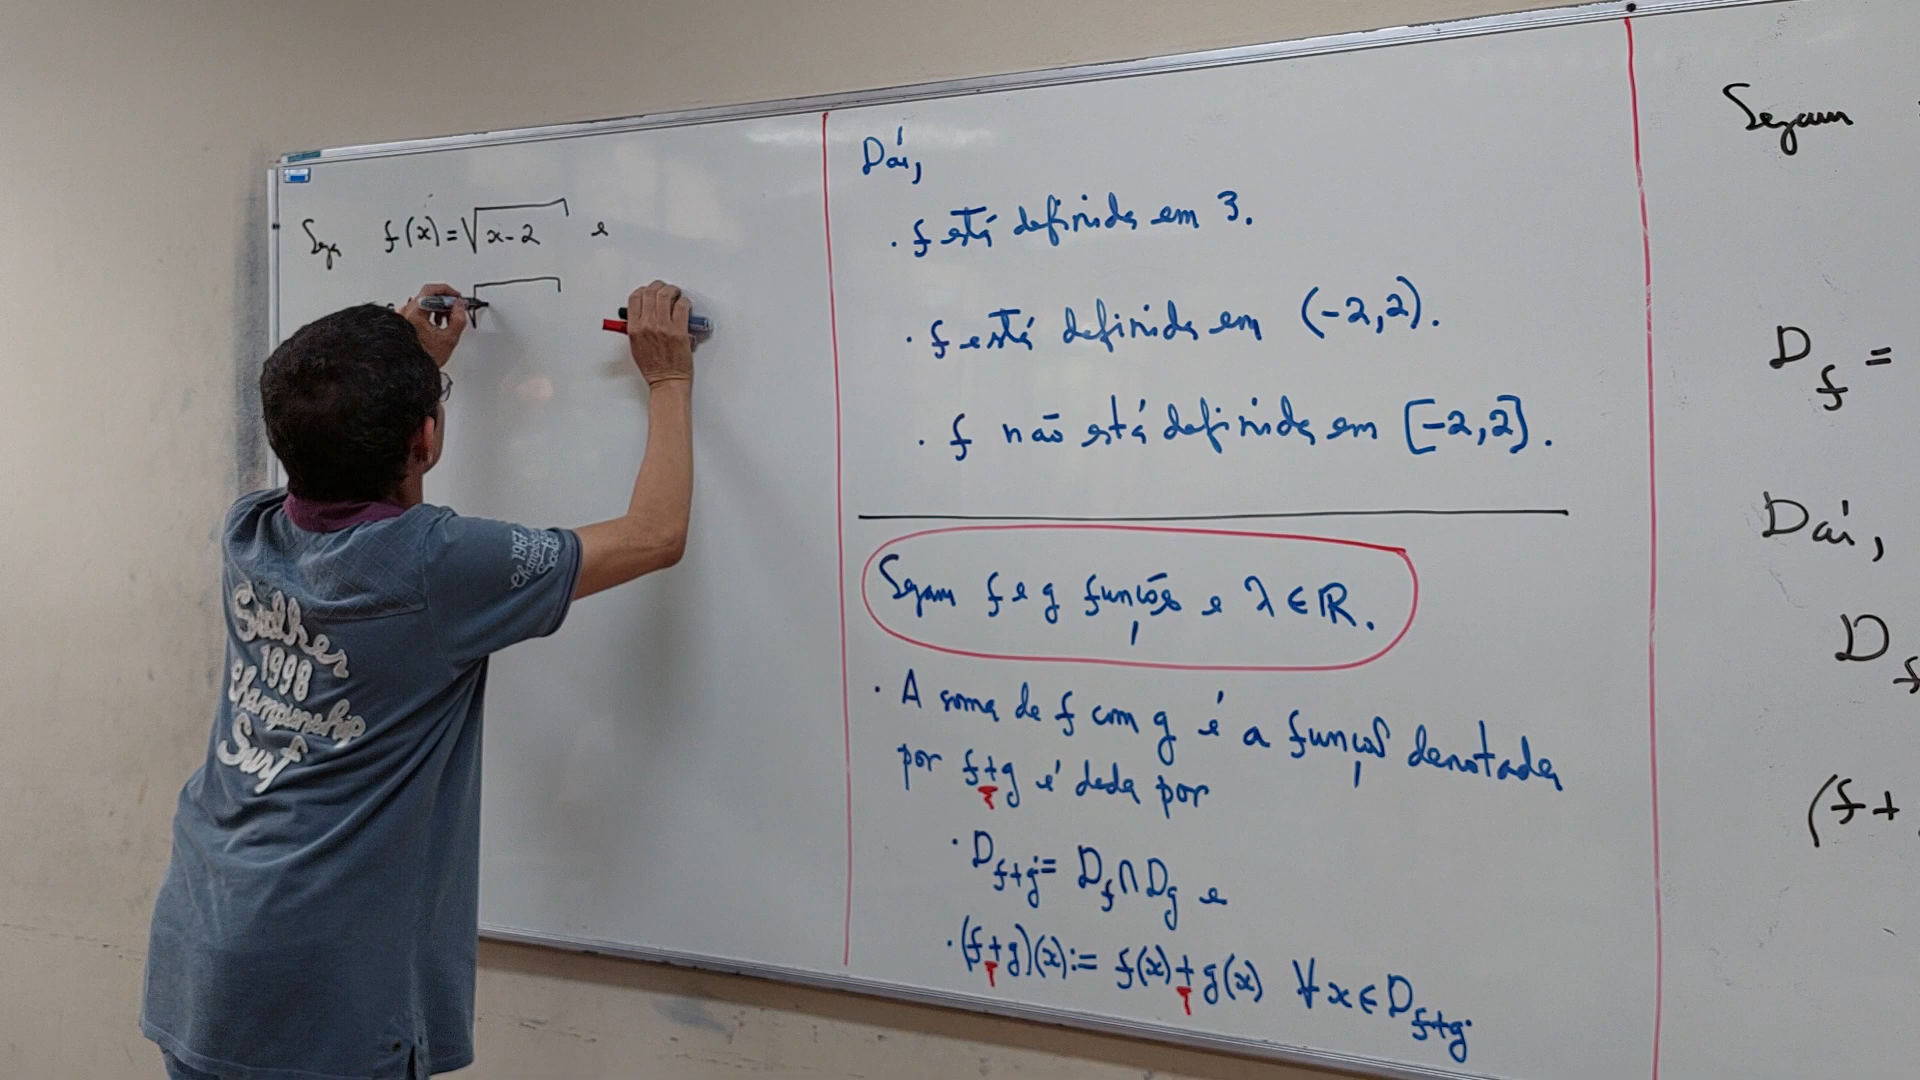 Seja f(x)=√x-2 e
Daí,
· f está definida em 3.
· f está definida em (-2,2).
· f não está definida em [-2,2].
Sejam f e g funções e λ∈ℝ.
· A soma de f com g é a função denotada
por f+g é dada por
· D_{f+g} = D_f ∩ D_g e
· (f+g)(x):= f(x)+g(x) ∀x∈D_{f+g}.
Sejam
D_f =
Daí,
D_f
(f+
1967
Championship
1998
Championship
Surf